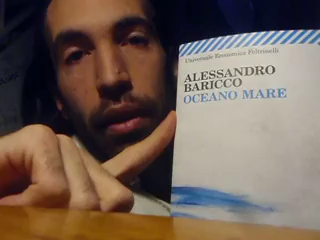 Universale Economica Feltrinelli
ALESSANDRO
BARICCO
OCEANO MARE